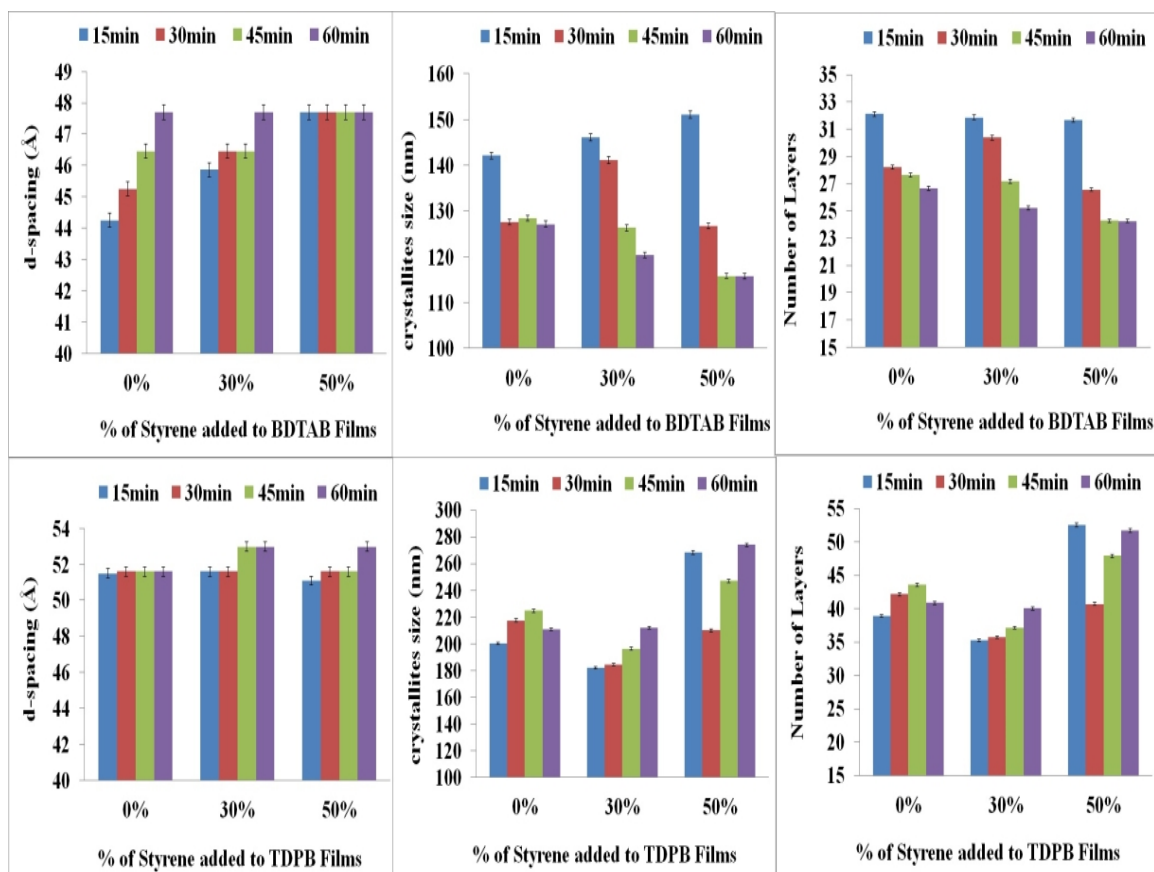 15min 30min 45min 60min
d-spacing (Å)
49
48
47
46
45
44
43
42
41
40
0% 30% 50%
% of Styrene added to BDTAB Films
15min 30min 45min 60min
crystallites size (nm)
160
150
140
130
120
110
100
0% 30% 50%
% of Styrene added to BDTAB Films
15min 30min 45min 60min
Number of Layers
35
33
31
29
27
25
23
21
19
17
15
0% 30% 50%
% of Styrene added to BDTAB Films
15min 30min 45min 60min
d-spacing (Å)
54
52
50
48
46
44
42
40
0% 30% 50%
% of Styrene added to TDPB Films
15min 30min 45min 60min
crystallites size (nm)
300
280
260
240
220
200
180
160
140
120
100
0% 30% 50%
% of Styrene added to TDPB Films
15min 30min 45min 60min
Number of Layers
55
50
45
40
35
30
25
20
15
0% 30% 50%
% of Styrene added to TDPB Films